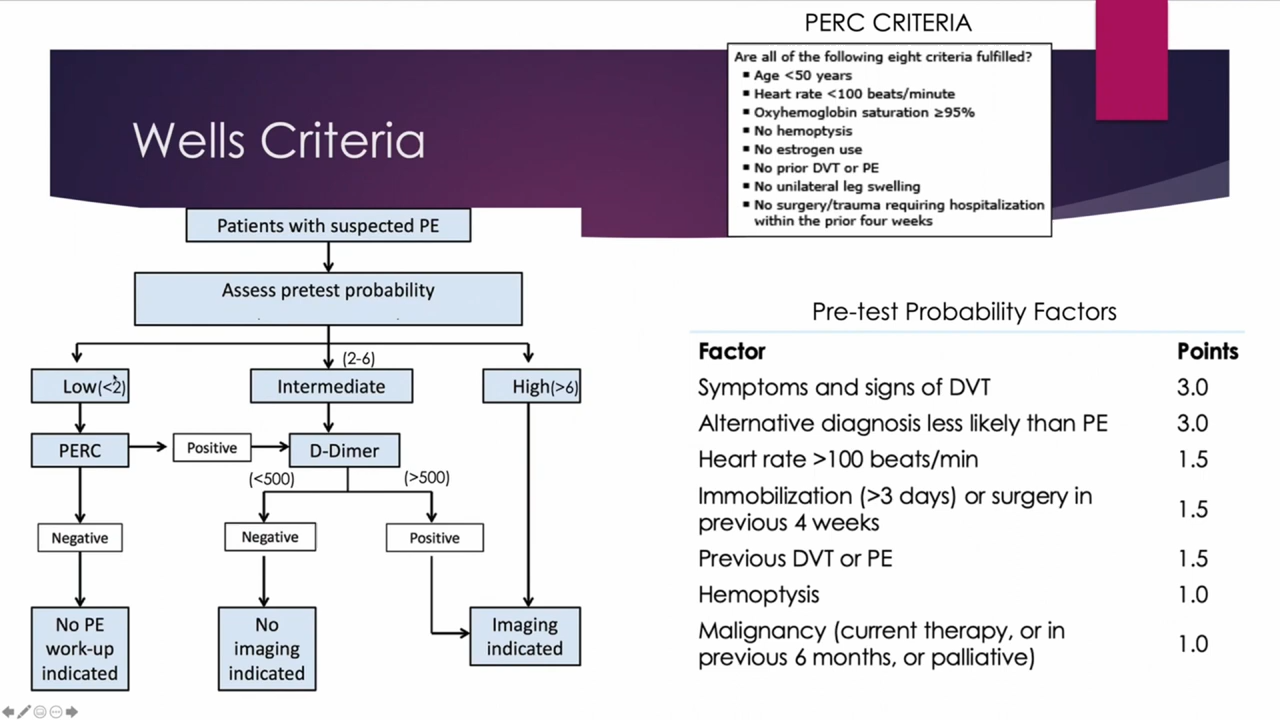 PERC CRITERIA
Are all of the following eight criteria fulfilled?
▪ Age <50 years
▪ Heart rate <100 beats/minute
▪ Oxyhemoglobin saturation ≥95%
▪ No hemoptysis
▪ No estrogen use
▪ No prior DVT or PE
▪ No unilateral leg swelling
▪ No surgery/trauma requiring hospitalization
within the prior four weeks
Wells Criteria
Patients with suspected PE
Assess pretest probability
(2-6)
Low(<2)
Intermediate
High(>6)
PERC
Positive
D-Dimer
(<500)
(>500)
Negative
Negative
Positive
No PE
work-up
indicated
No
imaging
indicated
Imaging
indicated
Pre-test Probability Factors
Factor Points
Symptoms and signs of DVT 3.0
Alternative diagnosis less likely than PE 3.0
Heart rate >100 beats/min 1.5
Immobilization (>3 days) or surgery in
previous 4 weeks 1.5
Previous DVT or PE 1.5
Hemoptysis 1.0
Malignancy (current therapy, or in
previous 6 months, or palliative) 1.0